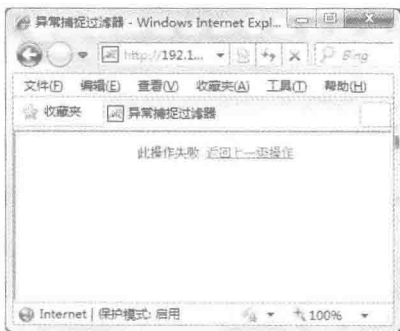 异常捕捉过滤器 - Windows Internet Expl...
http://192.1... Bing
文件(F) 编辑(E) 查看(V) 收藏夹(A) 工具(T) 帮助(H)
收藏夹 异常捕捉过滤器
此操作失败 返回上一页操作
Internet | 保护模式: 启用 100%